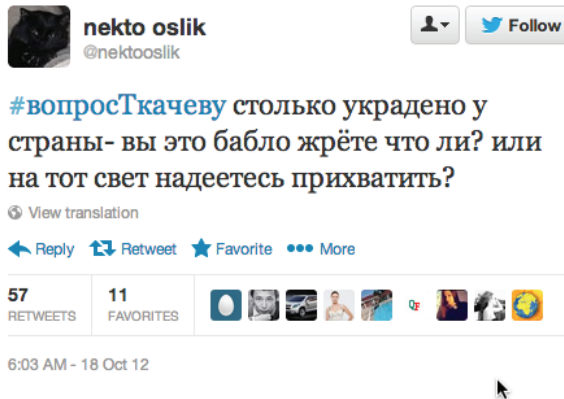 nekto oslik
@nektooslik
Follow
#вопросТкачеву столько украдено у
страны- вы это бабло жрёте что ли? или
на тот свет надеетесь прихватить?
View translation
Reply Retweet Favorite More
57 11
RETWEETS FAVORITES
QF
6:03 AM - 18 Oct 12